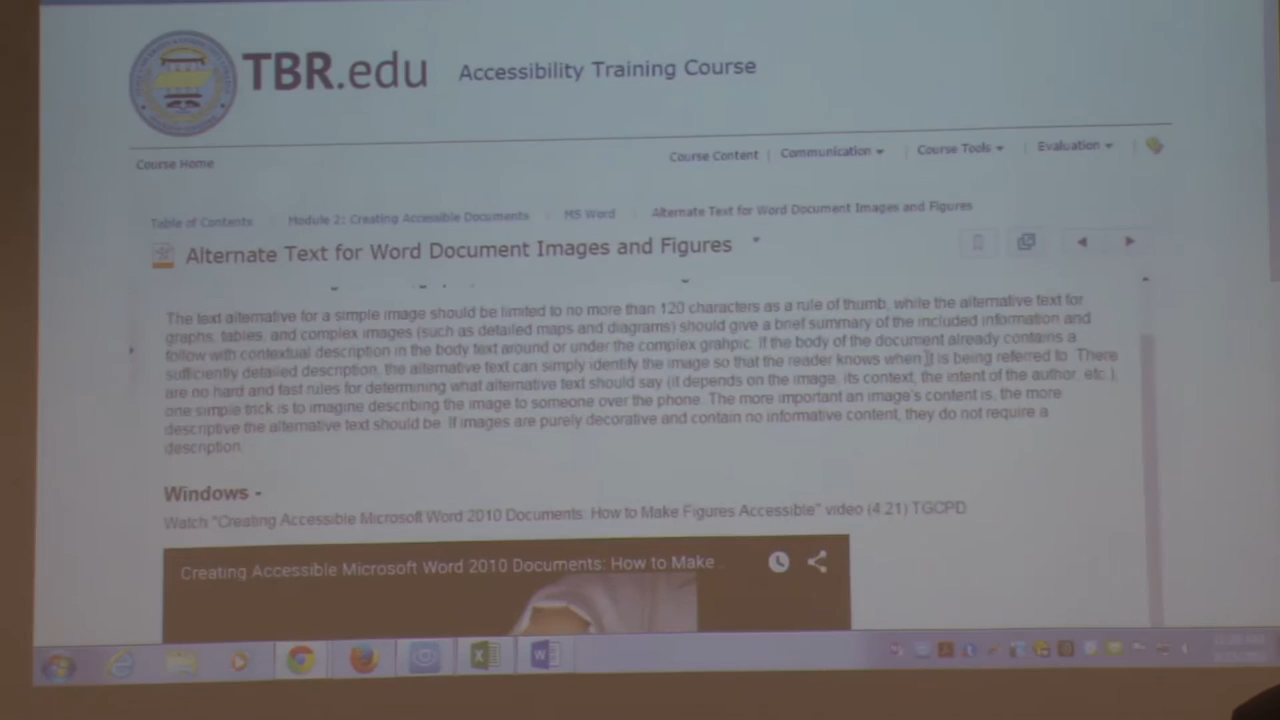 TBR.edu Accessibility Training Course
Course Home
Course Content | Communication | Course Tools | Evaluation
Table of Contents Module 2: Creating Accessible Documents MS Word Alternate Text for Word Document Images and Figures
Alternate Text for Word Document Images and Figures
The text alternative for a simple image should be limited to no more than 120 characters as a rule of thumb, while the alternative text for
graphs, tables, and complex images (such as detailed maps and diagrams) should give a brief summary of the included information and
follow with contextual description in the body text around or under the complex grahpic. If the body of the document already contains a
sufficiently detailed description, the alternative text can simply identify the image so that the reader knows when it is being referred to. There
are no hard and fast rules for determining what alternative text should say (it depends on the image, its context, the intent of the author, etc.),
one simple trick is to imagine describing the image to someone over the phone. The more important an image's content is, the more
descriptive the alternative text should be. If images are purely decorative and contain no informative content, they do not require a
description.
Windows -
Watch "Creating Accessible Microsoft Word 2010 Documents: How to Make Figures Accessible" video (4:21) TGCPD
Creating Accessible Microsoft Word 2010 Documents: How to Make ...